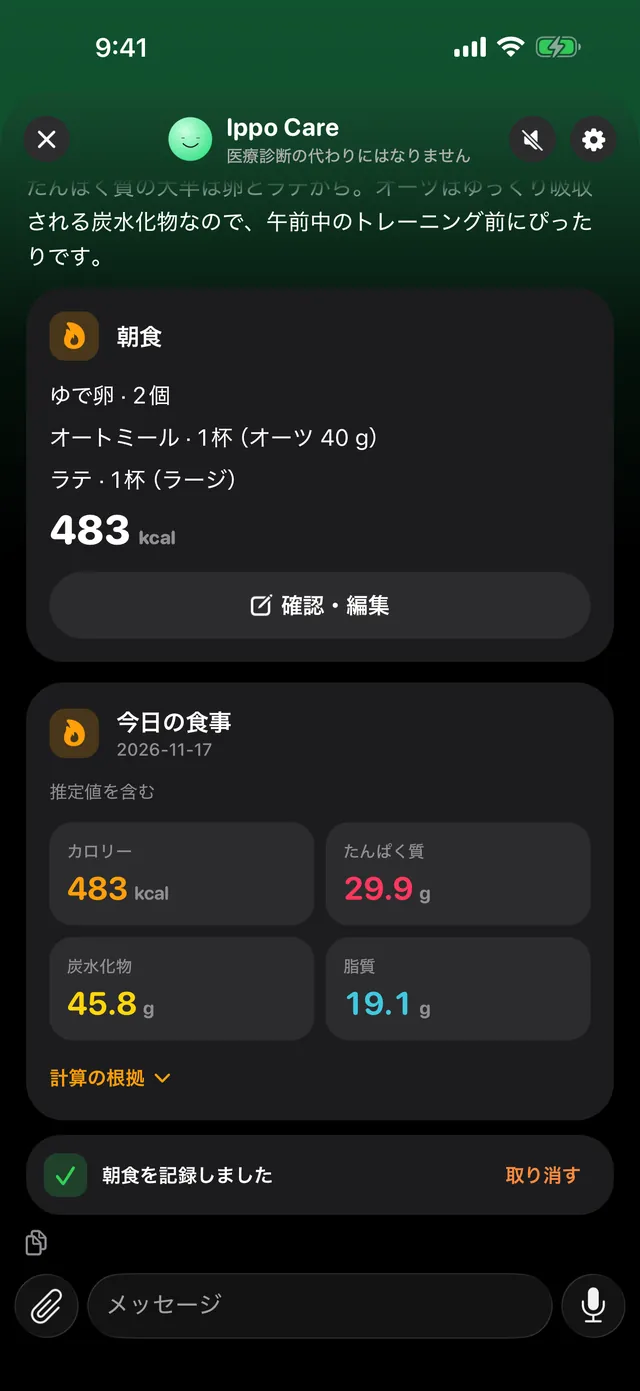 9:41
Ippo Care
医療診断の代わりにはなりません
たんぱく質の大半は卵とラテから。オーツはゆっくり吸収
される炭水化物なので、午前中のトレーニング前にぴった
りです。
朝食
ゆで卵 · 2個
オートミール · 1杯（オーツ 40 g）
ラテ · 1杯（ラージ）
483 kcal
確認・編集
今日の食事
2026-11-17
推定値を含む
カロリー
483 kcal
たんぱく質
29.9 g
炭水化物
45.8 g
脂質
19.1 g
計算の根拠
朝食を記録しました
取り消す
メッセージ